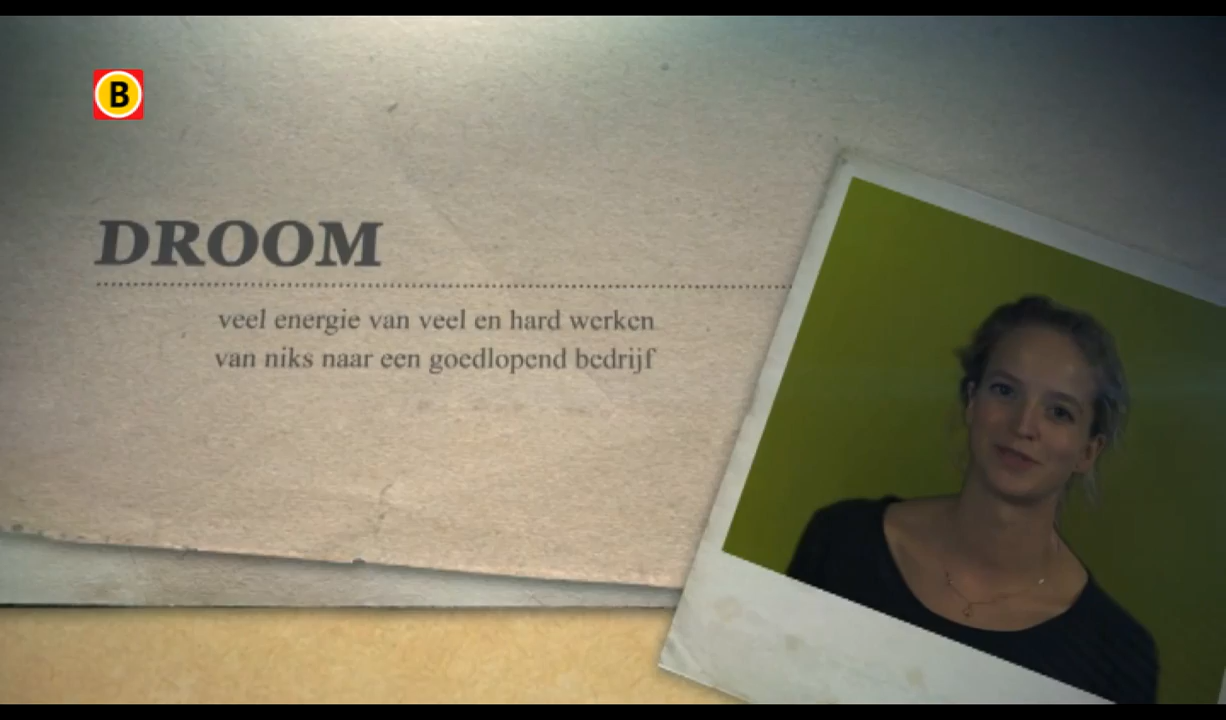 B
DROOM
veel energie van veel en hard werken
van niks naar een goedlopend bedrijf